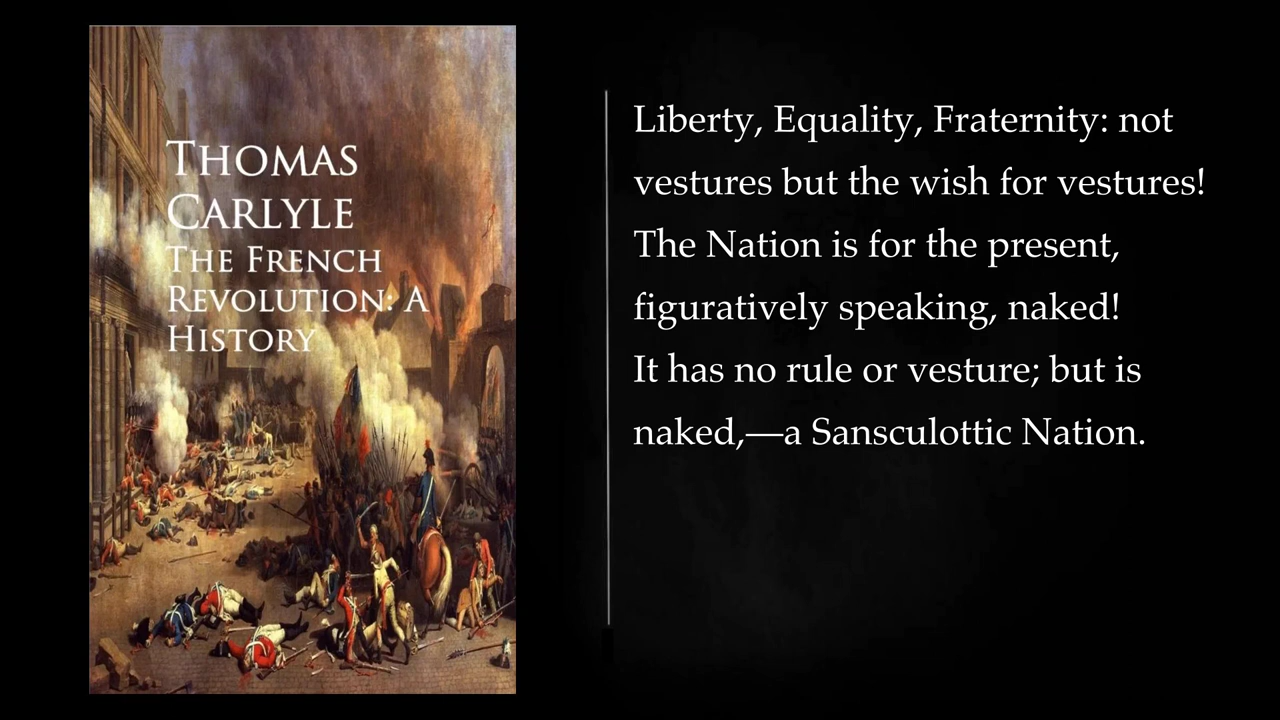 THOMAS
CARLYLE
THE FRENCH
REVOLUTION: A
HISTORY
Liberty, Equality, Fraternity: not
vestures but the wish for vestures!
The Nation is for the present,
figuratively speaking, naked!
It has no rule or vesture; but is
naked,—a Sansculottic Nation.